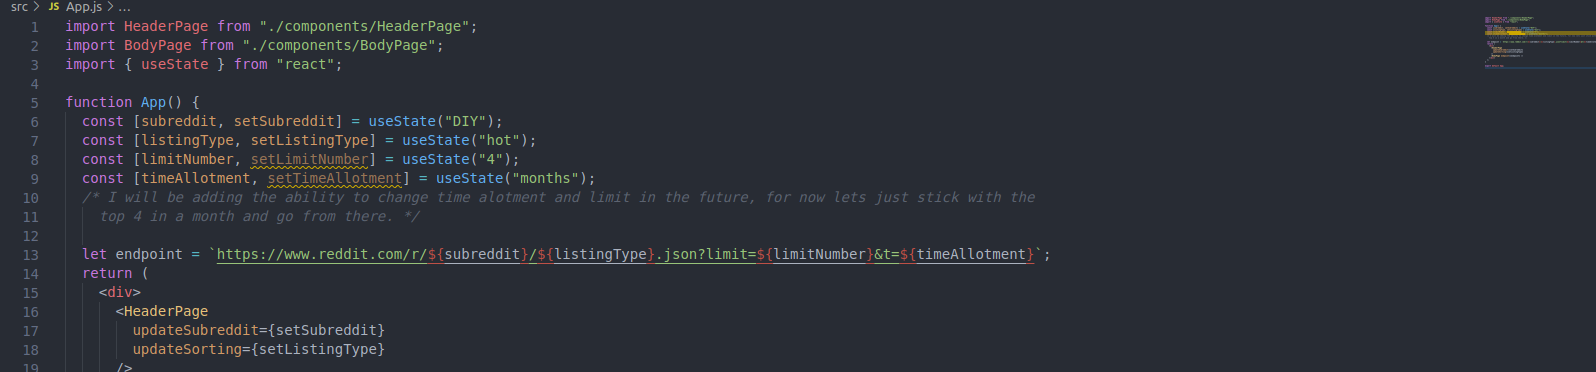 src > JS App.js > ...
1 import HeaderPage from "./components/HeaderPage";
2 import BodyPage from "./components/BodyPage";
3 import { useState } from "react";
4
5 function App() {
6 const [subreddit, setSubreddit] = useState("DIY");
7 const [listingType, setListingType] = useState("hot");
8 const [limitNumber, setLimitNumber] = useState("4");
9 const [timeAllotment, setTimeAllotment] = useState("months");
10 /* I will be adding the ability to change time alotment and limit in the future, for now lets just stick with the
11 top 4 in a month and go from there. */
12
13 let endpoint = `https://www.reddit.com/r/${subreddit}/${listingType}.json?limit=${limitNumber}&t=${timeAllotment}`;
14 return (
15 <div>
16 <HeaderPage
17 updateSubreddit={setSubreddit}
18 updateSorting={setListingType}
19 />